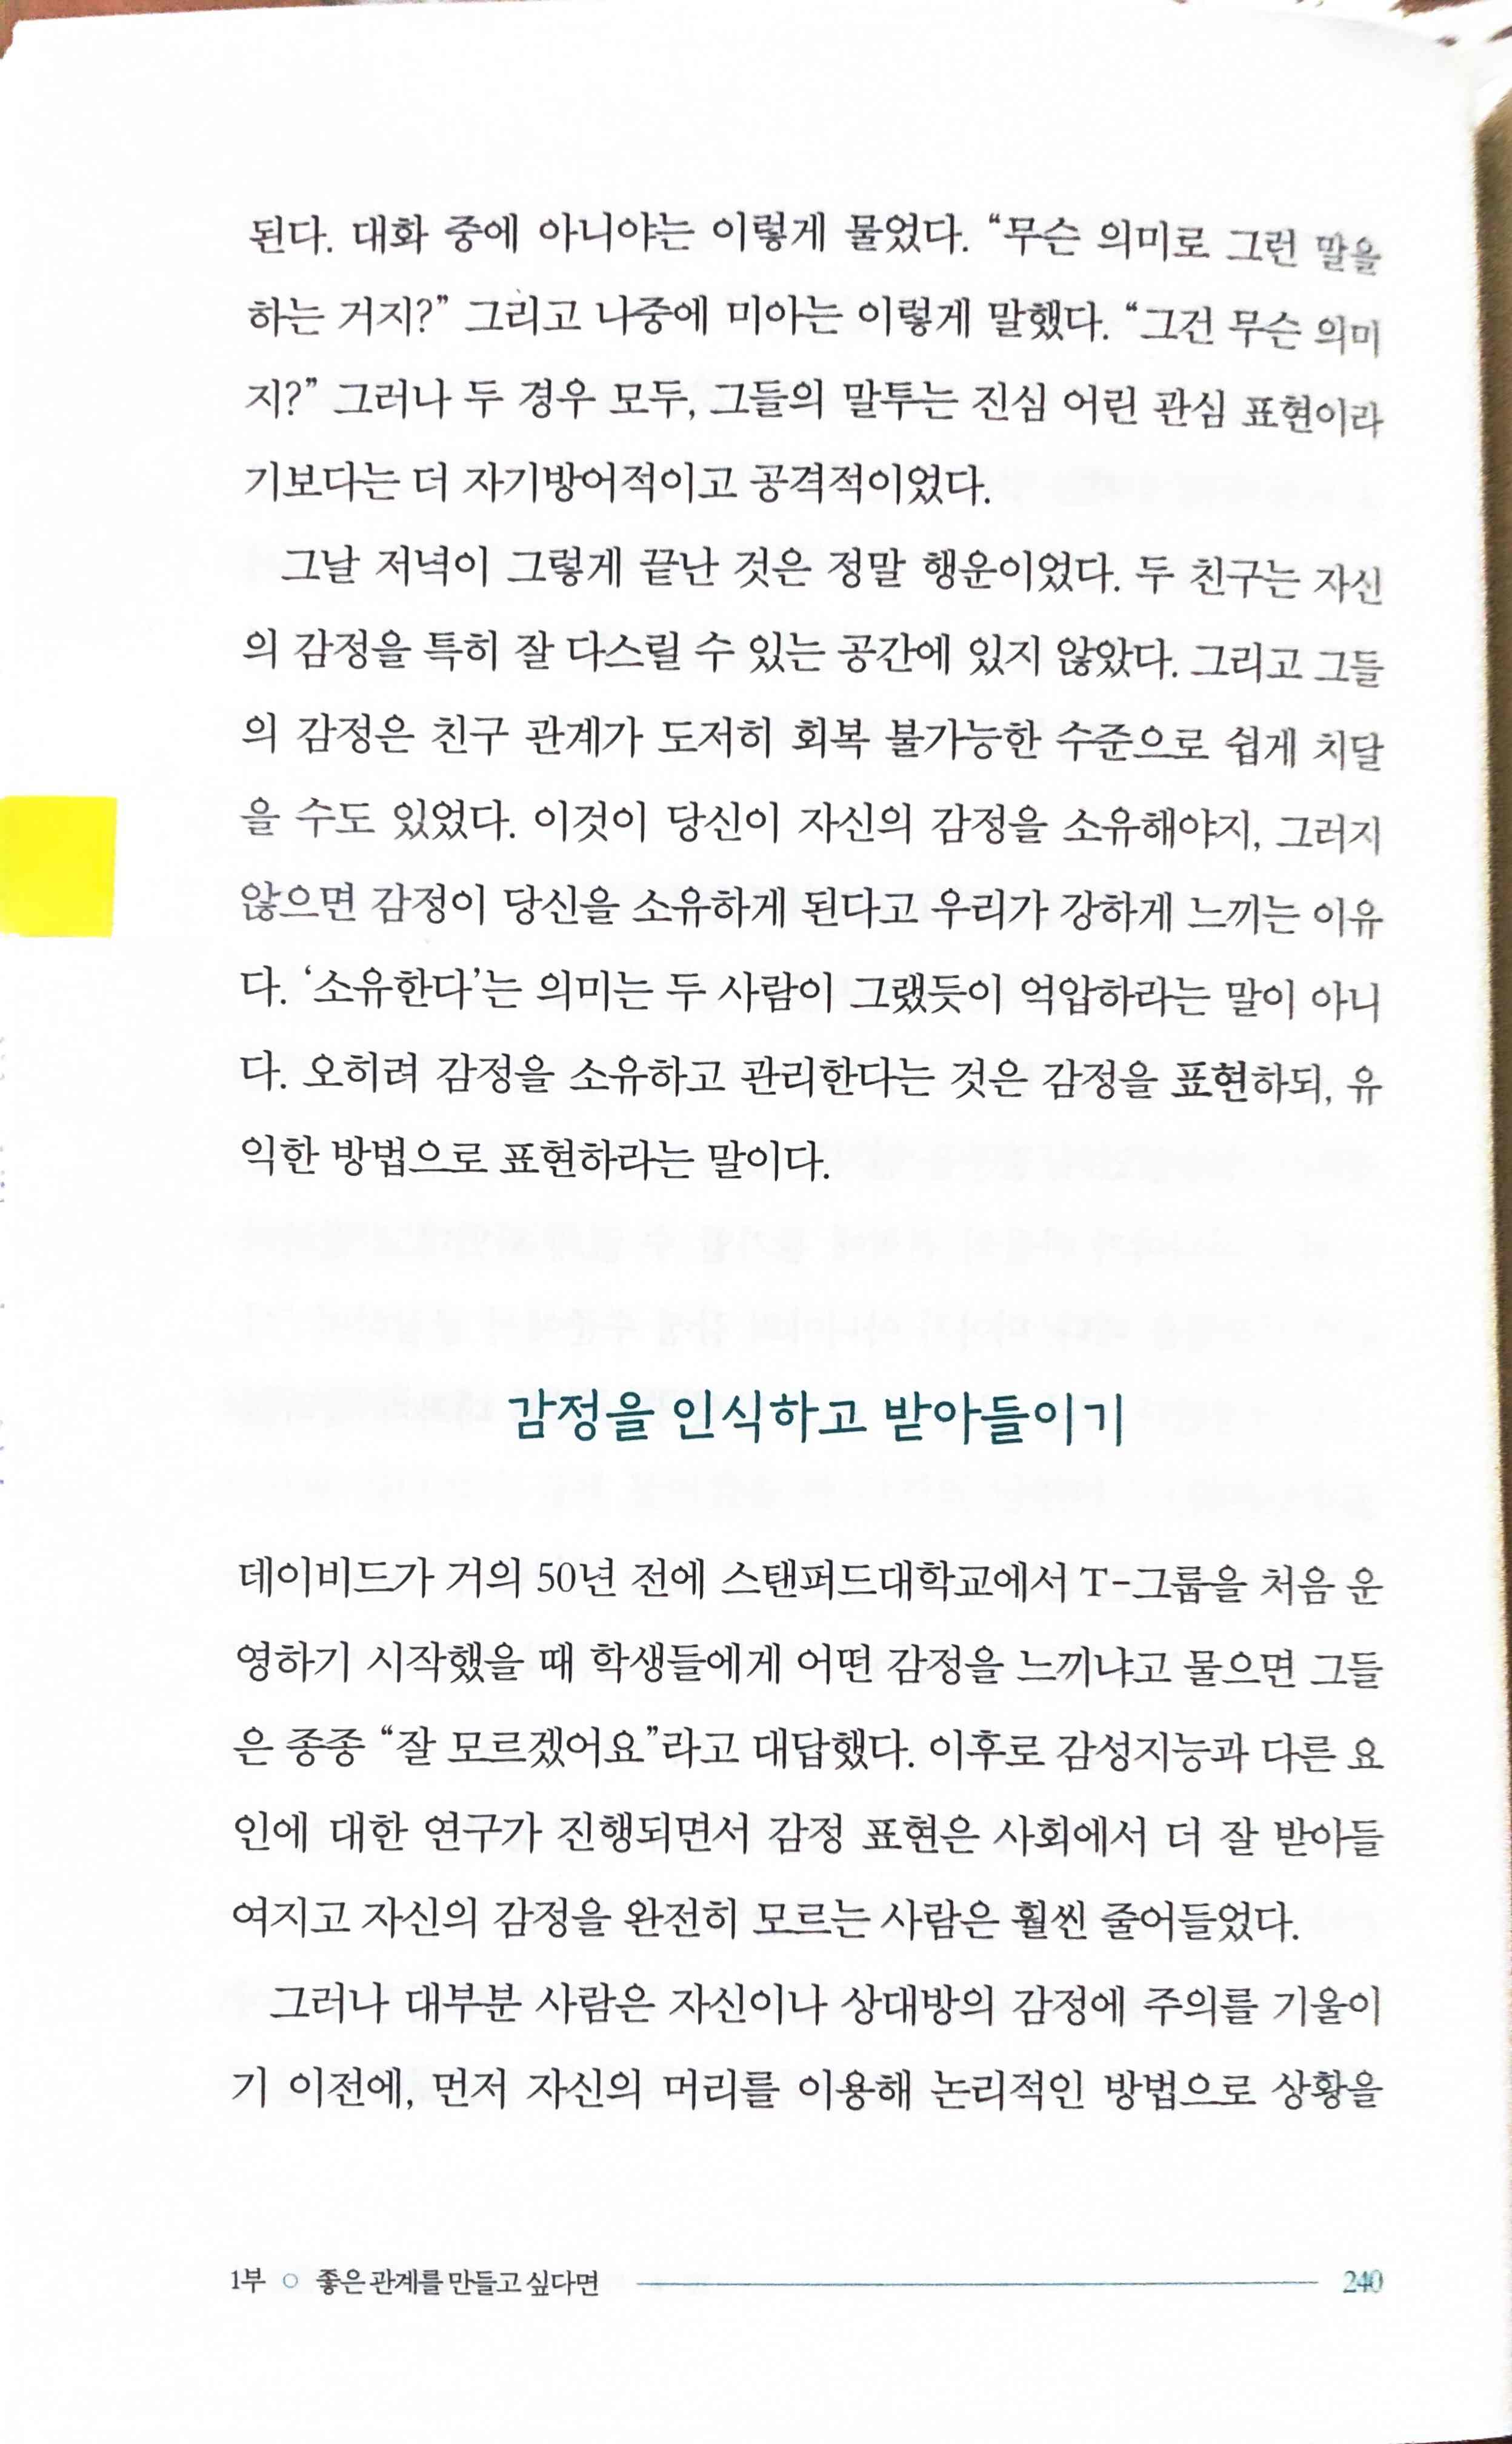 된다. 대화 중에 아니야는 이렇게 물었다. “무슨 의미로 그런 말을
하는 거지?” 그리고 나중에 미아는 이렇게 말했다. “그건 무슨 의미
지?” 그러나 두 경우 모두, 그들의 말투는 진심 어린 관심 표현이라
기보다는 더 자기방어적이고 공격적이었다.
그날 저녁이 그렇게 끝난 것은 정말 행운이었다. 두 친구는 자신
의 감정을 특히 잘 다스릴 수 있는 공간에 있지 않았다. 그리고 그들
의 감정은 친구 관계가 도저히 회복 불가능한 수준으로 쉽게 치달
을 수도 있었다. 이것이 당신이 자신의 감정을 소유해야지, 그러지
않으면 감정이 당신을 소유하게 된다고 우리가 강하게 느끼는 이유
다. ‘소유한다’는 의미는 두 사람이 그랬듯이 억압하라는 말이 아니
다. 오히려 감정을 소유하고 관리한다는 것은 감정을 표현하되, 유
익한 방법으로 표현하라는 말이다.
감정을 인식하고 받아들이기
데이비드가 거의 50년 전에 스탠퍼드대학교에서 T-그룹을 처음 운
영하기 시작했을 때 학생들에게 어떤 감정을 느끼냐고 물으면 그들
은 종종 “잘 모르겠어요”라고 대답했다. 이후로 감성지능과 다른 요
인에 대한 연구가 진행되면서 감정 표현은 사회에서 더 잘 받아들
여지고 자신의 감정을 완전히 모르는 사람은 훨씬 줄어들었다.
그러나 대부분 사람은 자신이나 상대방의 감정에 주의를 기울이
기 이전에, 먼저 자신의 머리를 이용해 논리적인 방법으로 상황을
1부 ○ 좋은 관계를 만들고 싶다면 240